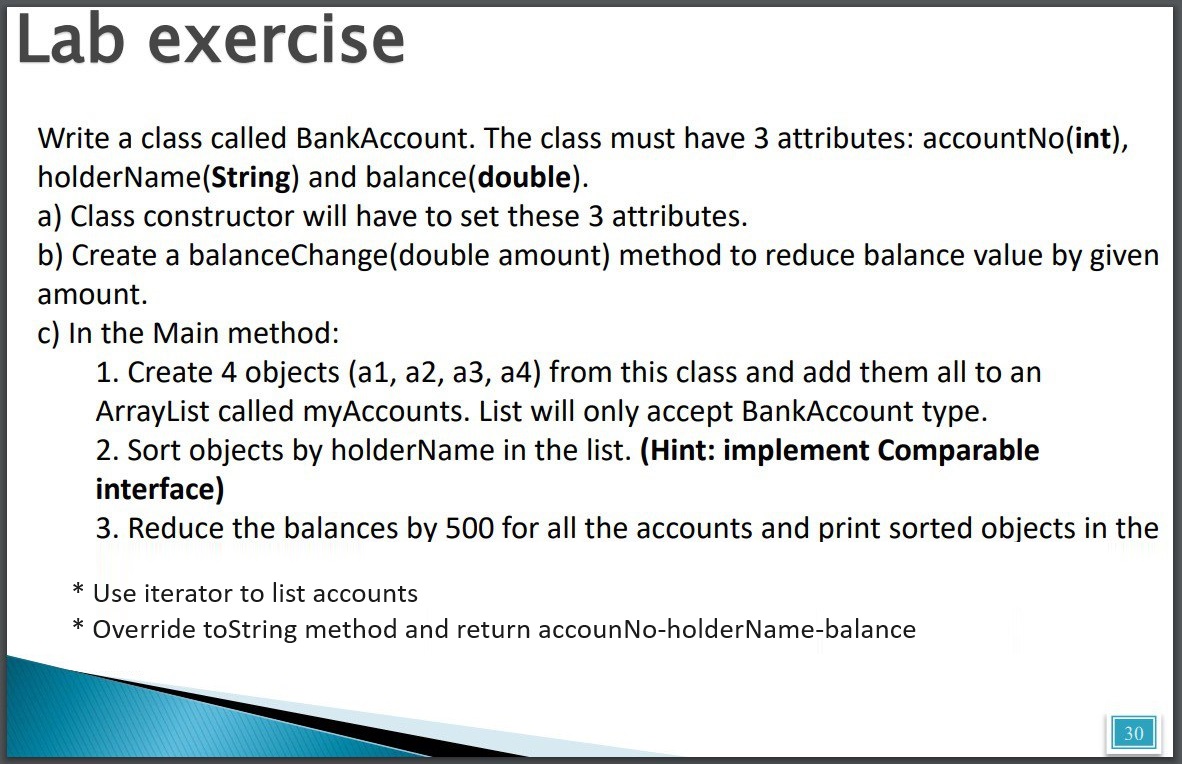 Lab exercise
Write a class called BankAccount. The class must have 3 attributes: accountNo(int),
holderName(String) and balance(double).
a) Class constructor will have to set these 3 attributes.
b) Create a balanceChange(double amount) method to reduce balance value by given
amount.
c) In the Main method:
1. Create 4 objects (a1, a2, a3, a4) from this class and add them all to an
ArrayList called myAccounts. List will only accept BankAccount type.
2. Sort objects by holderName in the list. (Hint: implement Comparable
interface)
3. Reduce the balances by 500 for all the accounts and print sorted objects in the
* Use iterator to list accounts
* Override toString method and return accounNo-holderName-balance
30